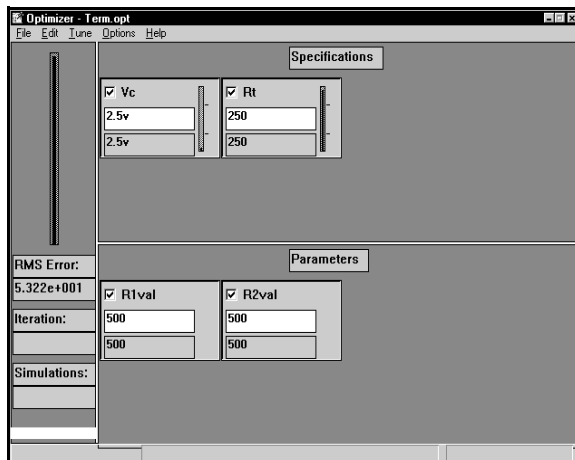 Optimizer - Term.opt
File Edit Tune Options Help
Specifications
Vc
2.5v
2.5v
Rt
250
250
RMS Error:
5.322e+001
Iteration:
Simulations:
Parameters
R1val
500
500
R2val
500
500